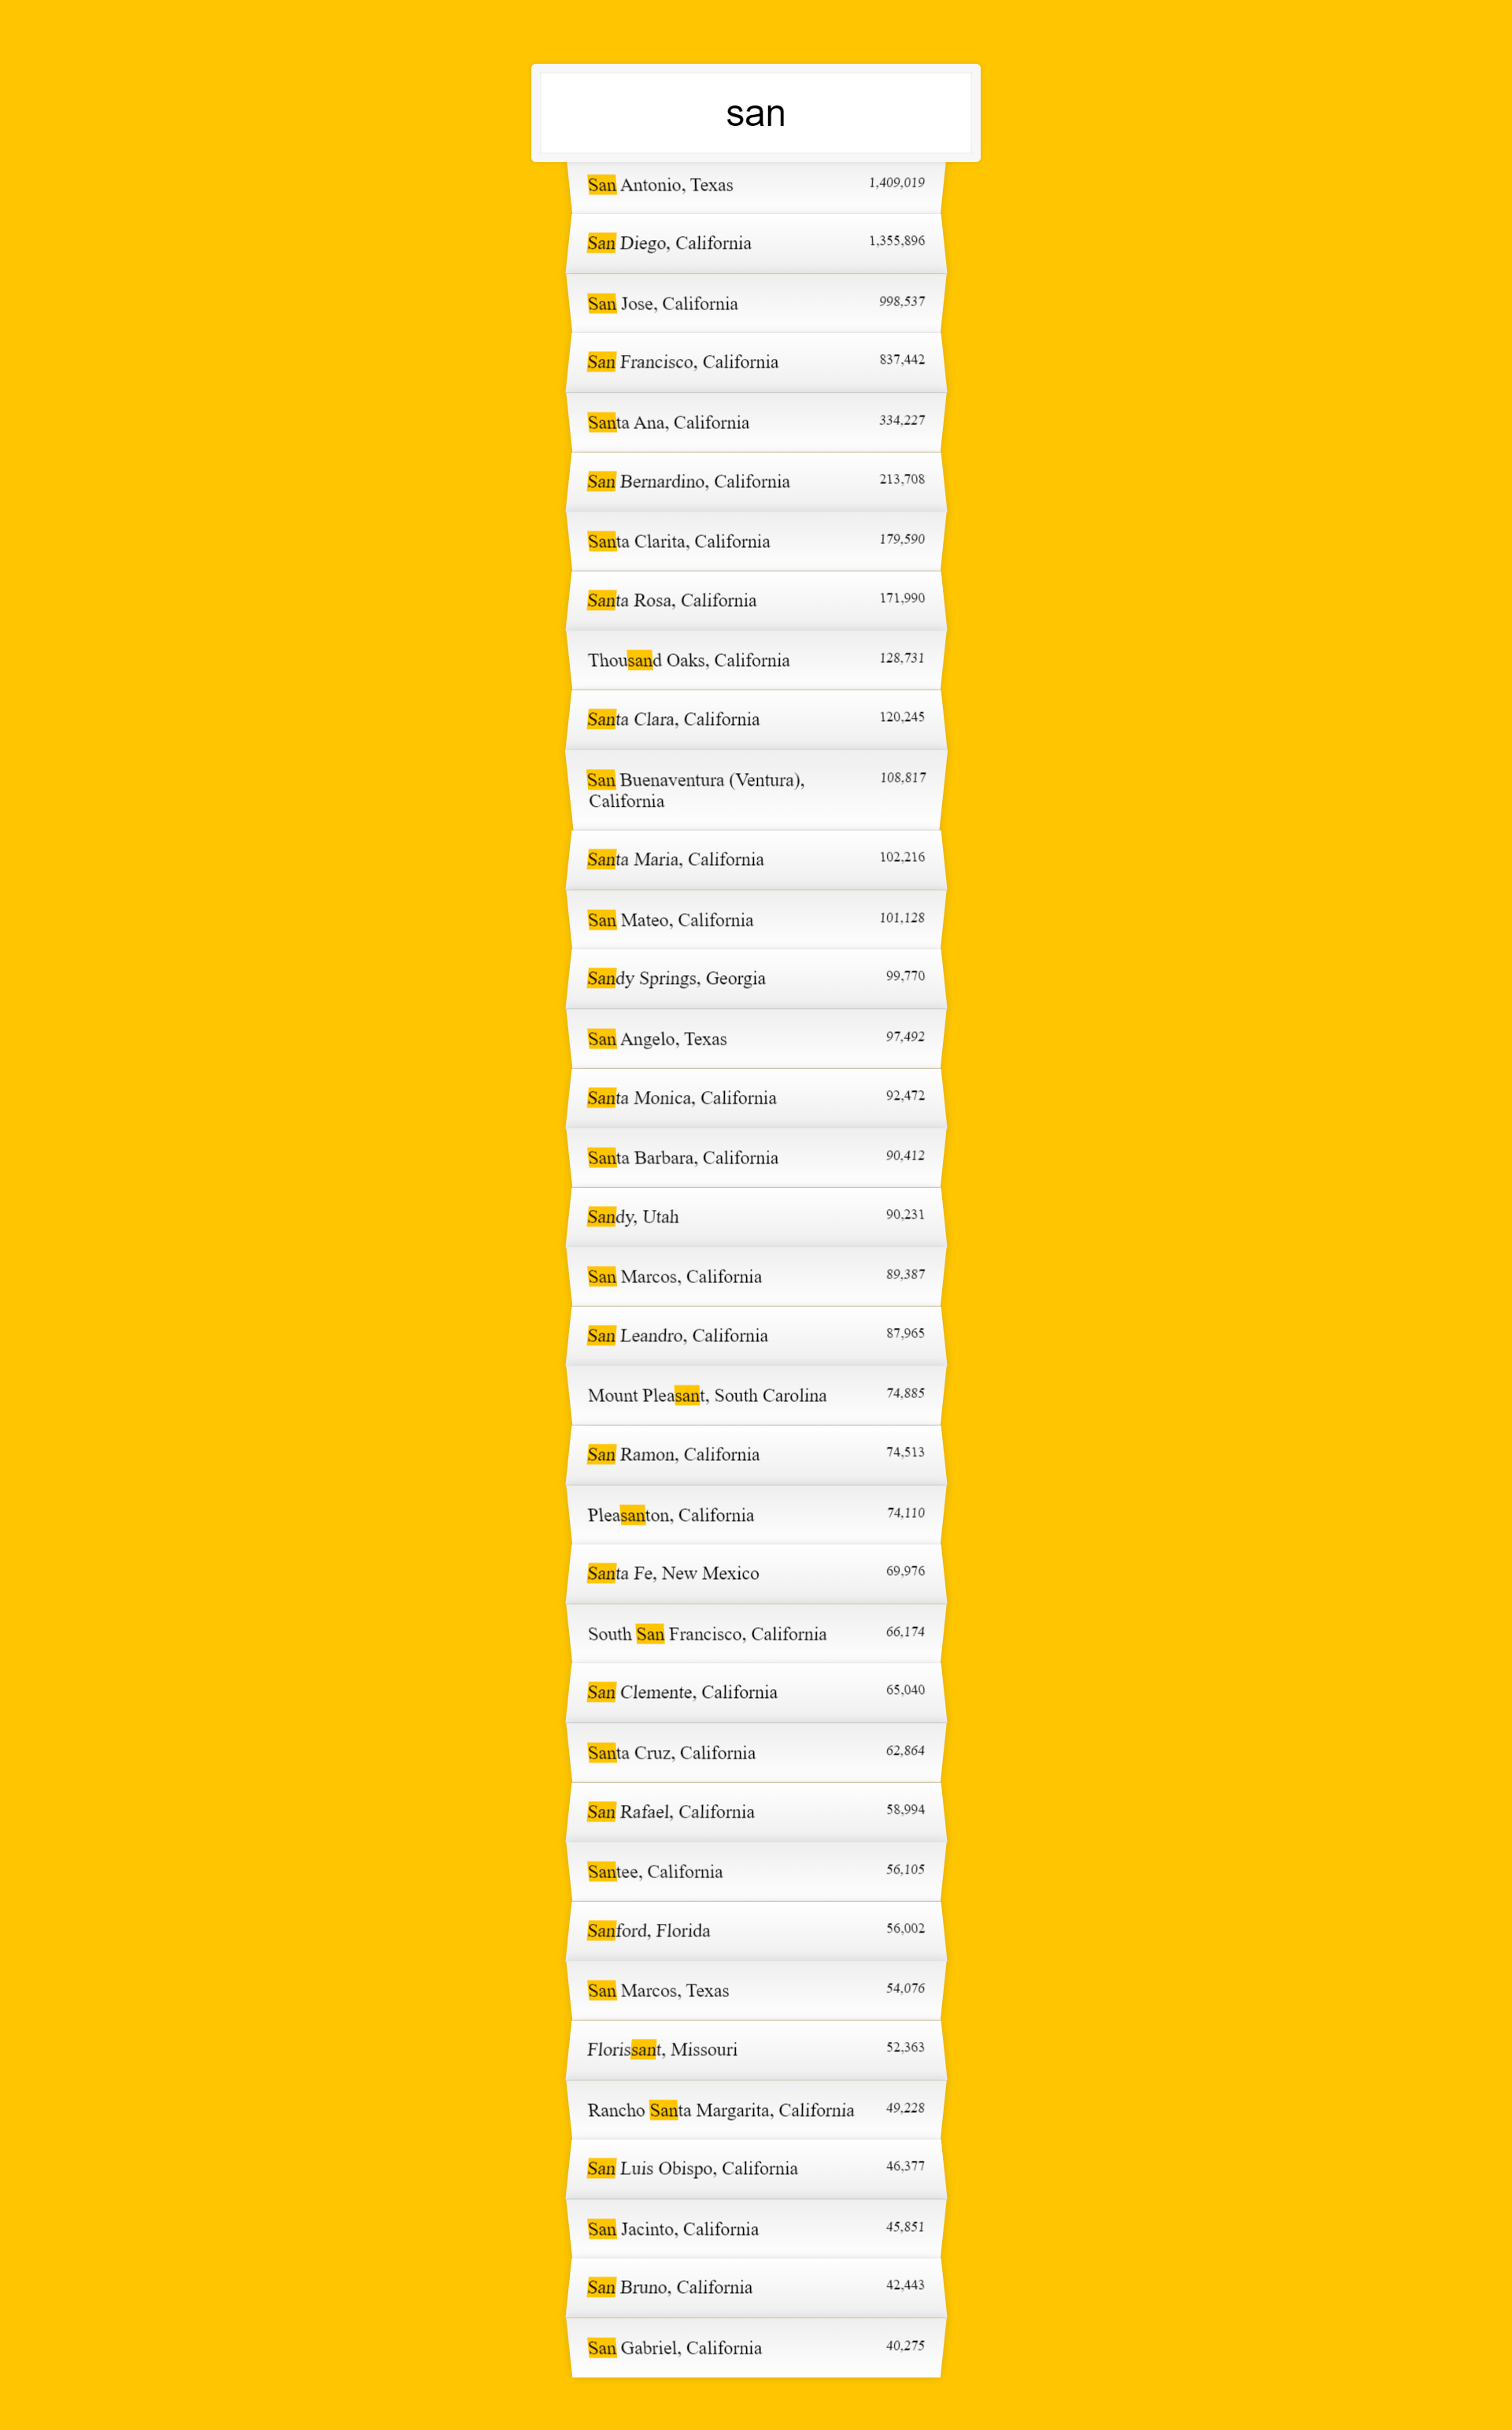 san
San Antonio, Texas 1,409,019
San Diego, California 1,355,896
San Jose, California 998,537
San Francisco, California 837,442
Santa Ana, California 334,227
San Bernardino, California 213,708
Santa Clarita, California 179,590
Santa Rosa, California 171,990
Thousand Oaks, California 128,731
Santa Clara, California 120,245
San Buenaventura (Ventura), 108,817
California
Santa Maria, California 102,216
San Mateo, California 101,128
Sandy Springs, Georgia 99,770
San Angelo, Texas 97,492
Santa Monica, California 92,472
Santa Barbara, California 90,412
Sandy, Utah 90,231
San Marcos, California 89,387
San Leandro, California 87,965
Mount Pleasant, South Carolina 74,885
San Ramon, California 74,513
Pleasanton, California 74,110
Santa Fe, New Mexico 69,976
South San Francisco, California 66,174
San Clemente, California 65,040
Santa Cruz, California 62,864
San Rafael, California 58,994
Santee, California 56,105
Sanford, Florida 56,002
San Marcos, Texas 54,076
Florissant, Missouri 52,363
Rancho Santa Margarita, California 49,228
San Luis Obispo, California 46,377
San Jacinto, California 45,851
San Bruno, California 42,443
San Gabriel, California 40,275